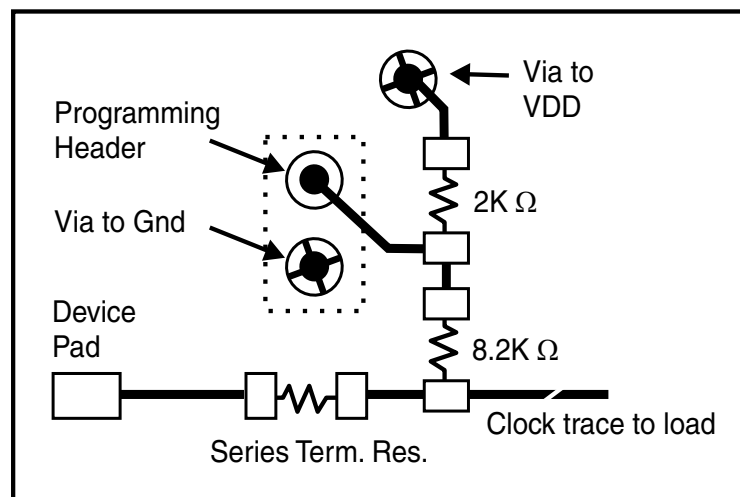 Via to
VDD
Programming
Header
2K Ω
Via to Gnd
Device
Pad
8.2K Ω
Clock trace to load
Series Term. Res.